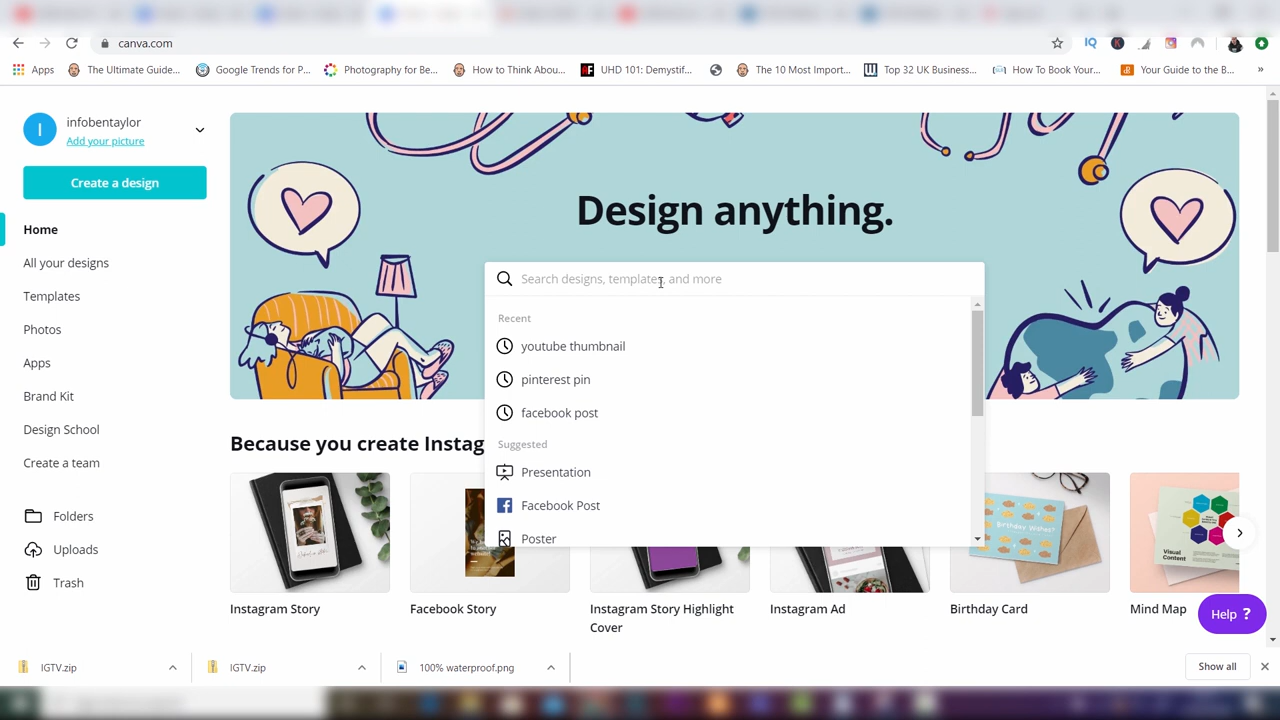 canva.com
IQ
K
Apps
The Ultimate Guide...
Google Trends for P...
Photography for Be...
How to Think Abou...
UHD 101: Demystif...
The 10 Most Import...
Top 32 UK Business...
How To Book Your...
Your Guide to the B...
»
I
infobentaylor
Add your picture
Create a design
Home
All your designs
Templates
Photos
Apps
Brand Kit
Design School
Create a team
Folders
Uploads
Trash
Design anything.
Search designs, templates, and more
Recent
youtube thumbnail
pinterest pin
facebook post
Suggested
Presentation
Facebook Post
Poster
Because you create Instag
Birthday Wishes!
Visual
Content
Instagram Story
Facebook Story
Instagram Story Highlight
Cover
Instagram Ad
Birthday Card
Mind Map
Help ?
IGTV.zip
IGTV.zip
100% waterproof.png
Show all